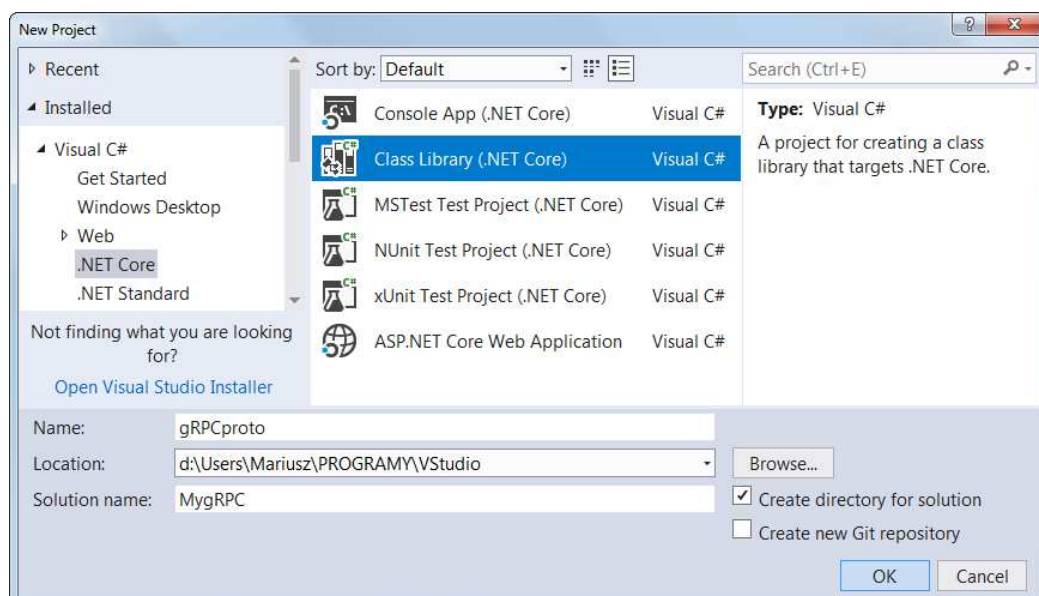 New Project
Recent
Installed
Visual C#
Get Started
Windows Desktop
Web
.NET Core
.NET Standard
Not finding what you are looking
for?
Open Visual Studio Installer
Sort by: Default
Console App (.NET Core) Visual C#
Class Library (.NET Core) Visual C#
MSTest Test Project (.NET Core) Visual C#
NUnit Test Project (.NET Core) Visual C#
xUnit Test Project (.NET Core) Visual C#
ASP.NET Core Web Application Visual C#
Search (Ctrl+E)
Type: Visual C#
A project for creating a class
library that targets .NET Core.
Name: gRPCproto
Location: d:\Users\Mariusz\PROGRAMY\VStudio
Browse...
Solution name: MygRPC
Create directory for solution
Create new Git repository
OK Cancel